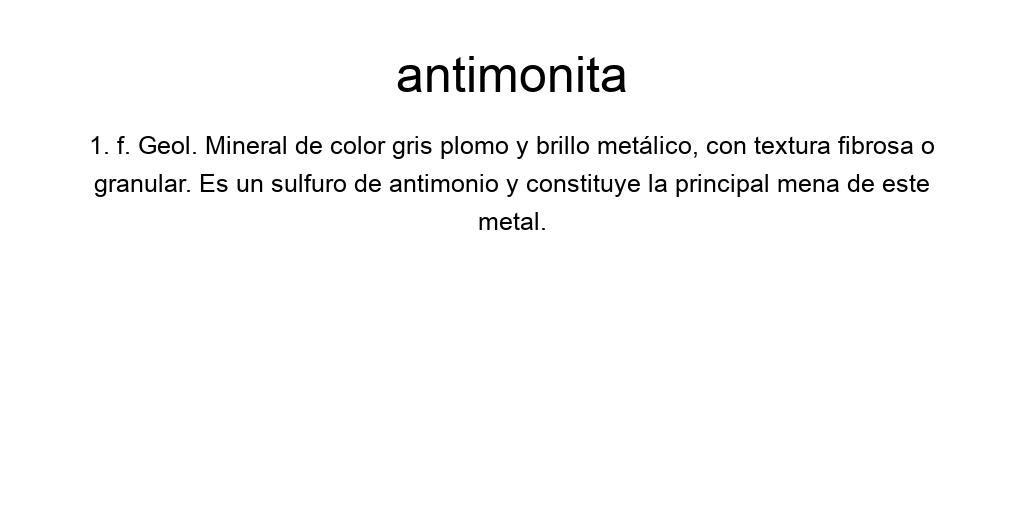 antimonita
1. f. Geol. Mineral de color gris plomo y brillo metálico, con textura fibrosa o
granular. Es un sulfuro de antimonio y constituye la principal mena de este
metal.